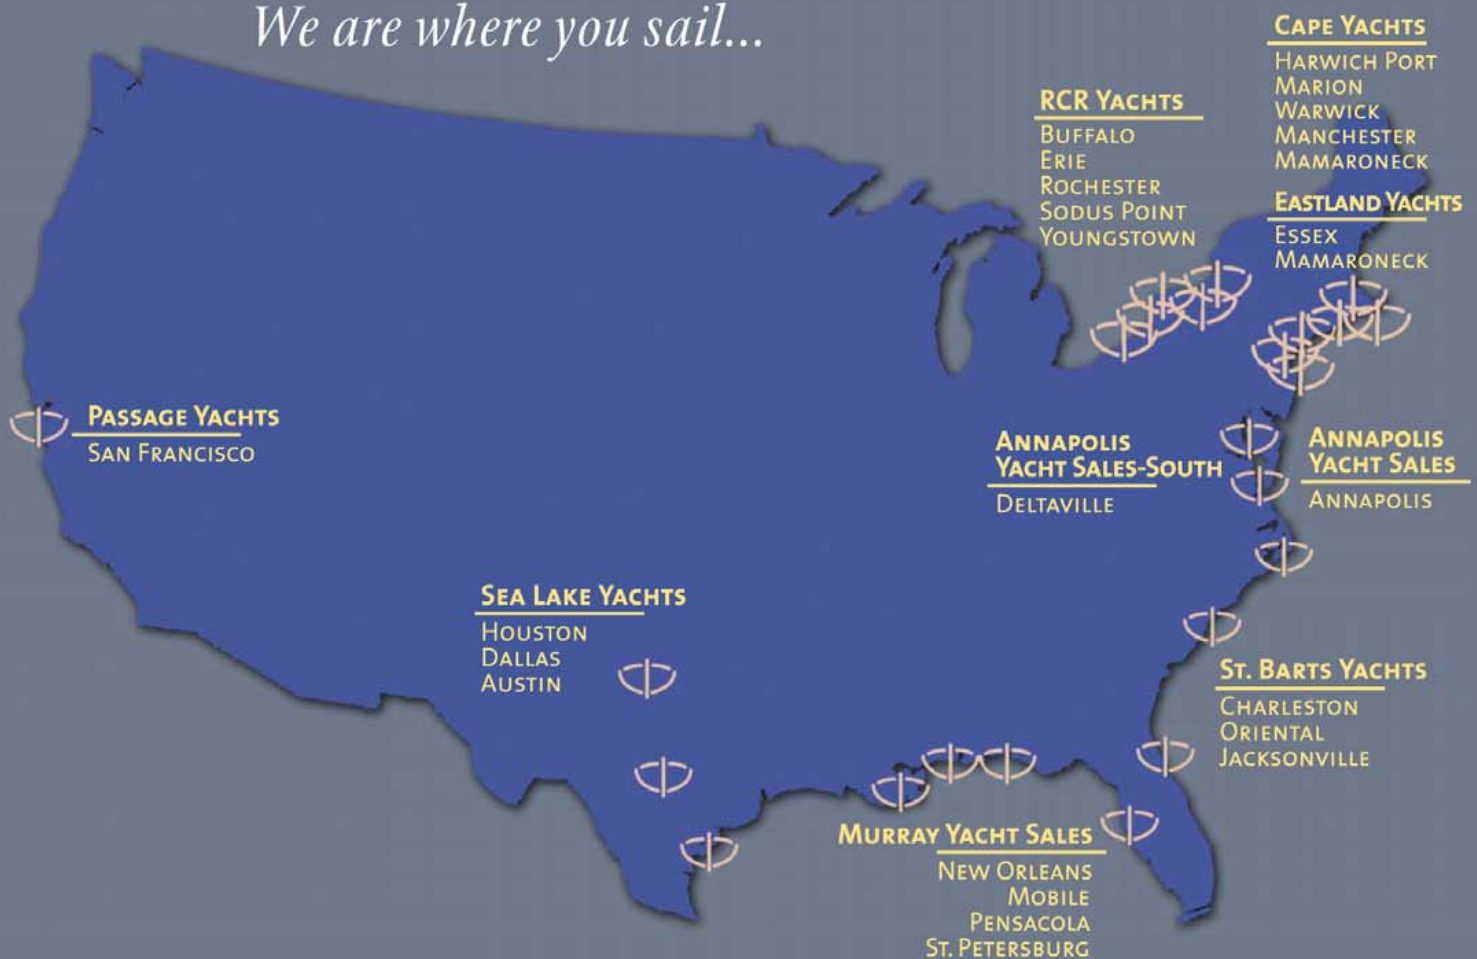 We are where you sail...
CAPE YACHTS
HARWICH PORT
MARION
WARWICK
MANCHESTER
MAMARONECK
RCR YACHTS
BUFFALO
ERIE
ROCHESTER
SODUS POINT
YOUNGSTOWN
EASTLAND YACHTS
ESSEX
MAMARONECK
PASSAGE YACHTS
SAN FRANCISCO
ANNAPOLIS
YACHT SALES-SOUTH
DELTAVILLE
ANNAPOLIS
YACHT SALES
ANNAPOLIS
SEA LAKE YACHTS
HOUSTON
DALLAS
AUSTIN
ST. BARTS YACHTS
CHARLESTON
ORIENTAL
JACKSONVILLE
MURRAY YACHT SALES
NEW ORLEANS
MOBILE
PENSACOLA
ST. PETERSBURG